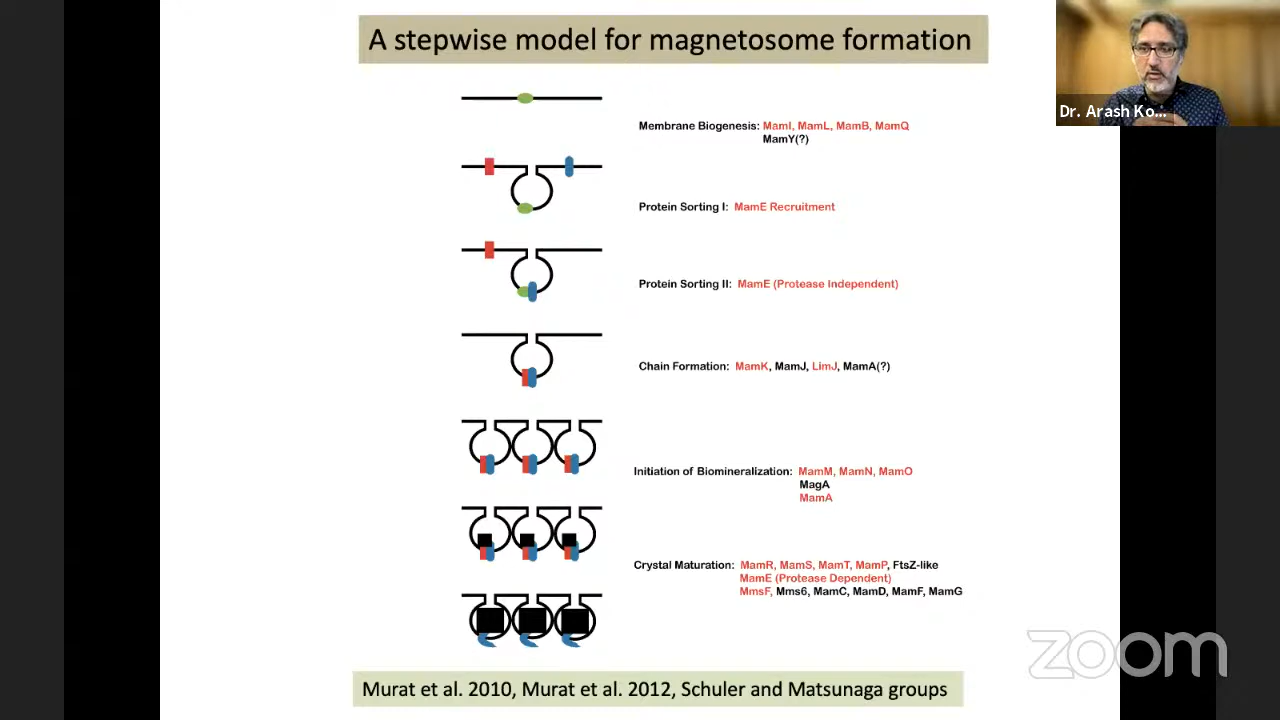 A stepwise model for magnetosome formation
Dr. Arash Ko...
Membrane Biogenesis: MamI, MamL, MamB, MamQ
MamY(?)
Protein Sorting I: MamE Recruitment
Protein Sorting II: MamE (Protease Independent)
Chain Formation: MamK, MamJ, LimJ, MamA(?)
Initiation of Biomineralization: MamM, MamN, MamO
MagA
MamA
Crystal Maturation: MamR, MamS, MamT, MamP, FtsZ-like
MamE (Protease Dependent)
MmsF, Mms6, MamC, MamD, MamF, MamG
zoom
Murat et al. 2010, Murat et al. 2012, Schuler and Matsunaga groups